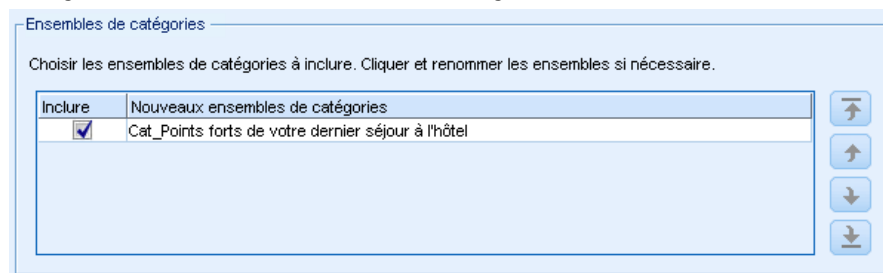 Ensembles de catégories
Choisir les ensembles de catégories à inclure. Cliquer et renommer les ensembles si nécessaire.
Inclure Nouveaux ensembles de catégories
Cat_Points forts de votre dernier séjour à l'hôtel